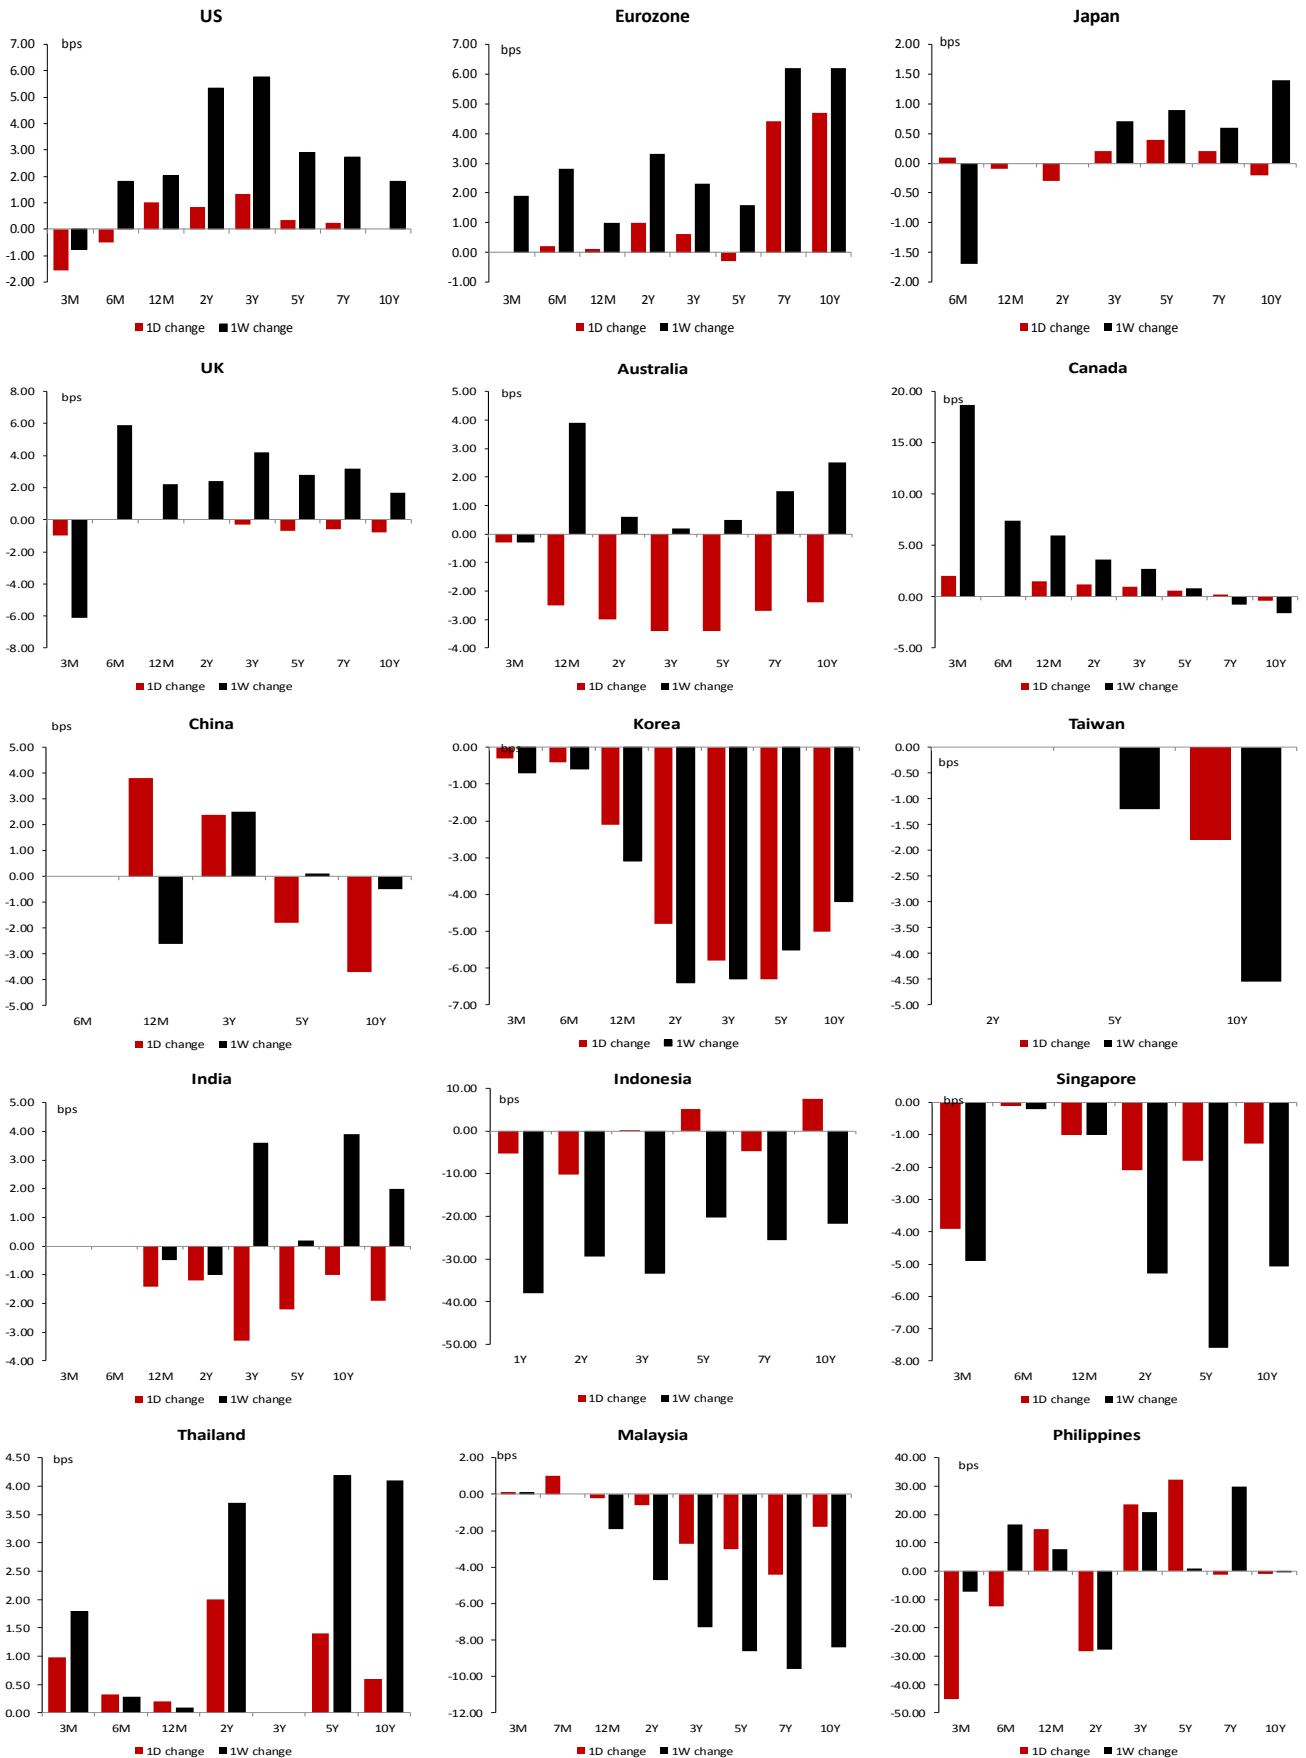 US
bps
7.00
6.00
5.00
4.00
3.00
2.00
1.00
0.00
-1.00
-2.00
3M 6M 12M 2Y 3Y 5Y 7Y 10Y
1D change 1W change
Eurozone
bps
7.00
6.00
5.00
4.00
3.00
2.00
1.00
0.00
-1.00
3M 6M 12M 2Y 3Y 5Y 7Y 10Y
1D change 1W change
Japan
bps
2.00
1.50
1.00
0.50
0.00
-0.50
-1.00
-1.50
-2.00
6M 12M 2Y 3Y 5Y 7Y 10Y
1D change 1W change
UK
bps
8.00
6.00
4.00
2.00
0.00
-2.00
-4.00
-6.00
-8.00
3M 6M 12M 2Y 3Y 5Y 7Y 10Y
1D change 1W change
Australia
bps
5.00
4.00
3.00
2.00
1.00
0.00
-1.00
-2.00
-3.00
-4.00
3M 12M 2Y 3Y 5Y 7Y 10Y
1D change 1W change
Canada
bps
20.00
15.00
10.00
5.00
0.00
-5.00
3M 6M 12M 2Y 3Y 5Y 7Y 10Y
1D change 1W change
China
bps
5.00
4.00
3.00
2.00
1.00
0.00
-1.00
-2.00
-3.00
-4.00
-5.00
6M 12M 3Y 5Y 10Y
1D change 1W change
Korea
bps
0.00
-1.00
-2.00
-3.00
-4.00
-5.00
-6.00
-7.00
3M 6M 12M 2Y 3Y 5Y 10Y
1D change 1W change
Taiwan
bps
0.00
-0.50
-1.00
-1.50
-2.00
-2.50
-3.00
-3.50
-4.00
-4.50
-5.00
2Y 5Y 10Y
1D change 1W change
India
bps
5.00
4.00
3.00
2.00
1.00
0.00
-1.00
-2.00
-3.00
-4.00
3M 6M 12M 2Y 3Y 5Y 10Y
1D change 1W change
Indonesia
bps
10.00
0.00
-10.00
-20.00
-30.00
-40.00
-50.00
1Y 2Y 3Y 5Y 7Y 10Y
1D change 1W change
Singapore
bps
0.00
-1.00
-2.00
-3.00
-4.00
-5.00
-6.00
-7.00
-8.00
3M 6M 12M 2Y 5Y 10Y
1D change 1W change
Thailand
bps
4.50
4.00
3.50
3.00
2.50
2.00
1.50
1.00
0.50
0.00
3M 6M 12M 2Y 3Y 5Y 10Y
1D change 1W change
Malaysia
bps
2.00
0.00
-2.00
-4.00
-6.00
-8.00
-10.00
-12.00
3M 7M 12M 2Y 3Y 5Y 7Y 10Y
1D change 1W change
Philippines
bps
40.00
30.00
20.00
10.00
0.00
-10.00
-20.00
-30.00
-40.00
-50.00
3M 6M 12M 2Y 3Y 5Y 7Y 10Y
1D change 1W change